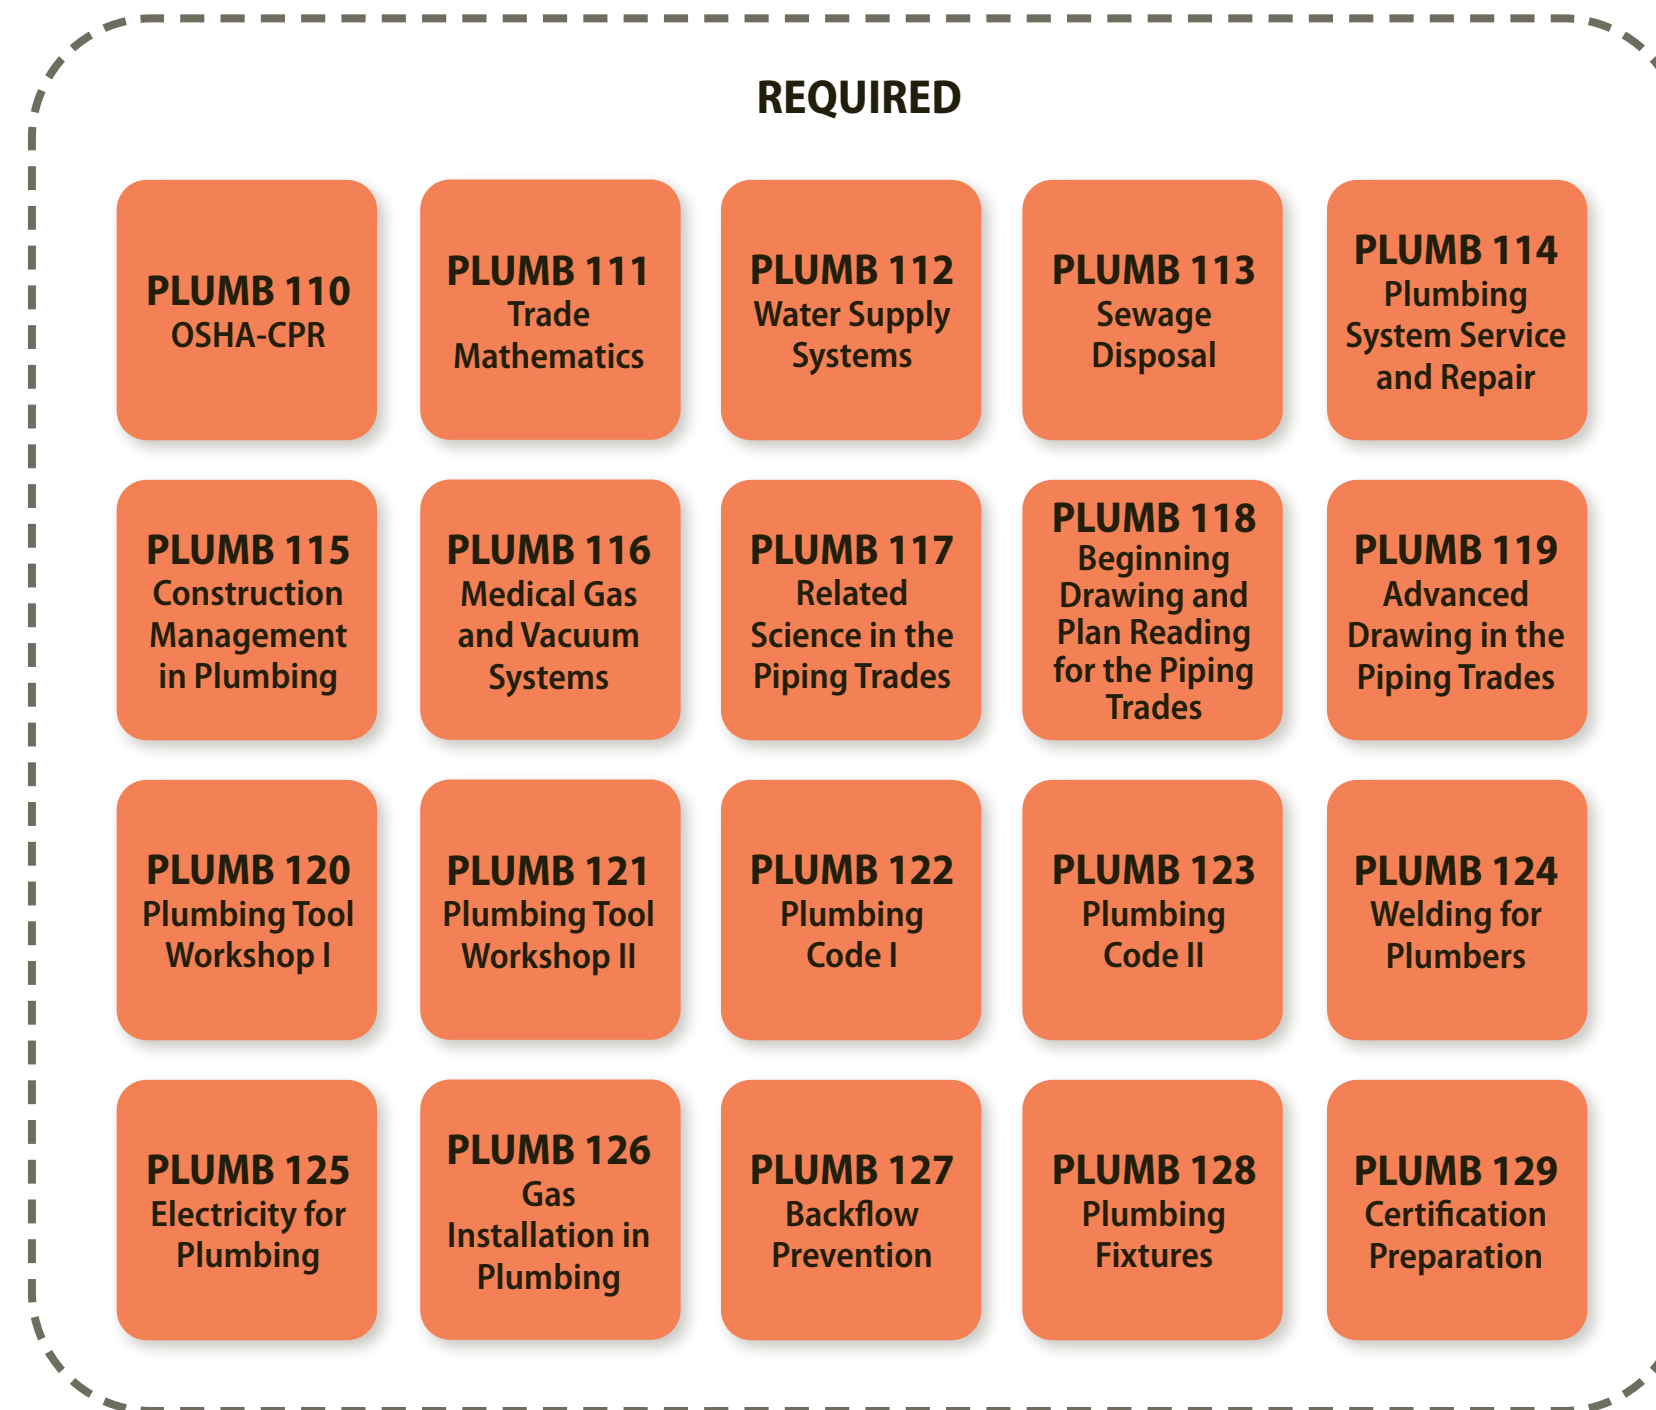 REQUIRED
PLUMB 110
OSHA-CPR
PLUMB 111
Trade
Mathematics
PLUMB 112
Water Supply
Systems
PLUMB 113
Sewage
Disposal
PLUMB 114
Plumbing
System Service
and Repair
PLUMB 115
Construction
Management
in Plumbing
PLUMB 116
Medical Gas
and Vacuum
Systems
PLUMB 117
Related
Science in the
Piping Trades
PLUMB 118
Beginning
Drawing and
Plan Reading
for the Piping
Trades
PLUMB 119
Advanced
Drawing in the
Piping Trades
PLUMB 120
Plumbing Tool
Workshop I
PLUMB 121
Plumbing Tool
Workshop II
PLUMB 122
Plumbing
Code I
PLUMB 123
Plumbing
Code II
PLUMB 124
Welding for
Plumbers
PLUMB 125
Electricity for
Plumbing
PLUMB 126
Gas
Installation in
Plumbing
PLUMB 127
Backflow
Prevention
PLUMB 128
Plumbing
Fixtures
PLUMB 129
Certification
Preparation